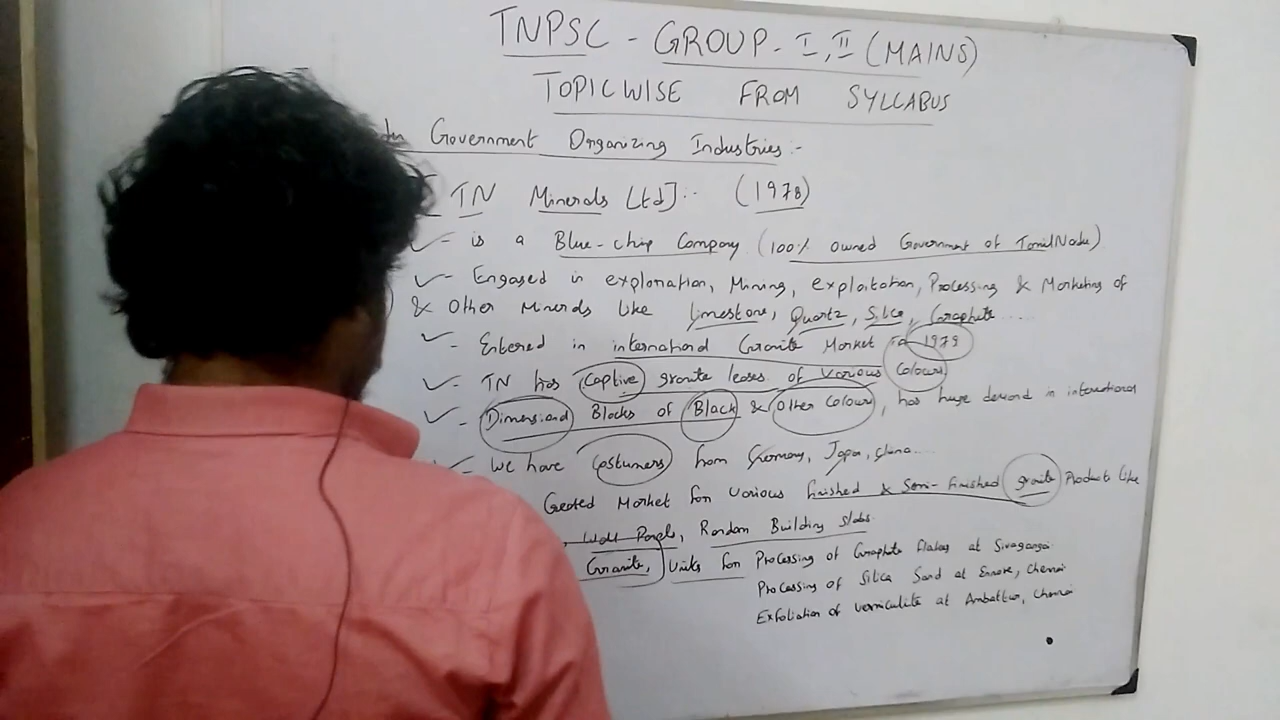 TNPSC - GROUP - I, II (MAINS)
TOPICWISE FROM SYLLABUS
Government Organizing Industries :-
TN Minerals Ltd] :- (1978)
- is a Blue-chip Company (100% owned Government of TamilNadu)
- Engaged in exploration, Mining, exploitation, Processing & Marketing of
& Other Minerals like limestone, Quartz, Silica, Graphite .....
- Entered in international Granite Market in 1979
- TN has Captive granite leases of Various Colours
- Dimensional Blocks of Black & Other Colour, has huge demand in international
- We have Costumers from Germany, Japan, China ....
Created Market for Various finished & Semi-finished granite Products like
, Wall Panels, Random Building Slabs.
Granite, Units for Processing of Graphite flakes at Sivagangai
Processing of Silica Sand at Ennore, Chennai
Exfoliation of vermiculite at Ambattur, Chennai